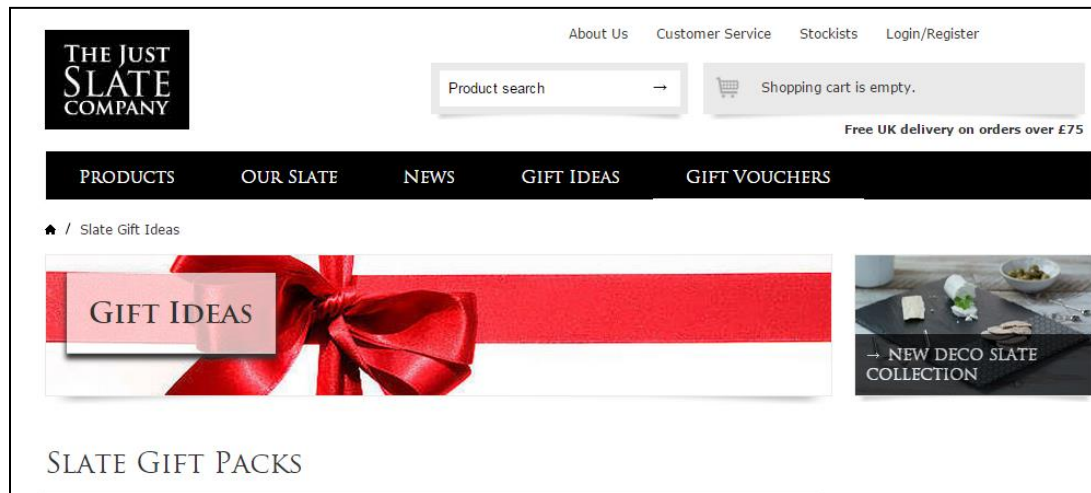 THE JUST
SLATE
COMPANY
About Us Customer Service Stockists Login/Register
Product search →
Shopping cart is empty.
Free UK delivery on orders over £75
PRODUCTS OUR SLATE NEWS GIFT IDEAS GIFT VOUCHERS
/ Slate Gift Ideas
GIFT IDEAS
→ NEW DECO SLATE
COLLECTION
SLATE GIFT PACKS